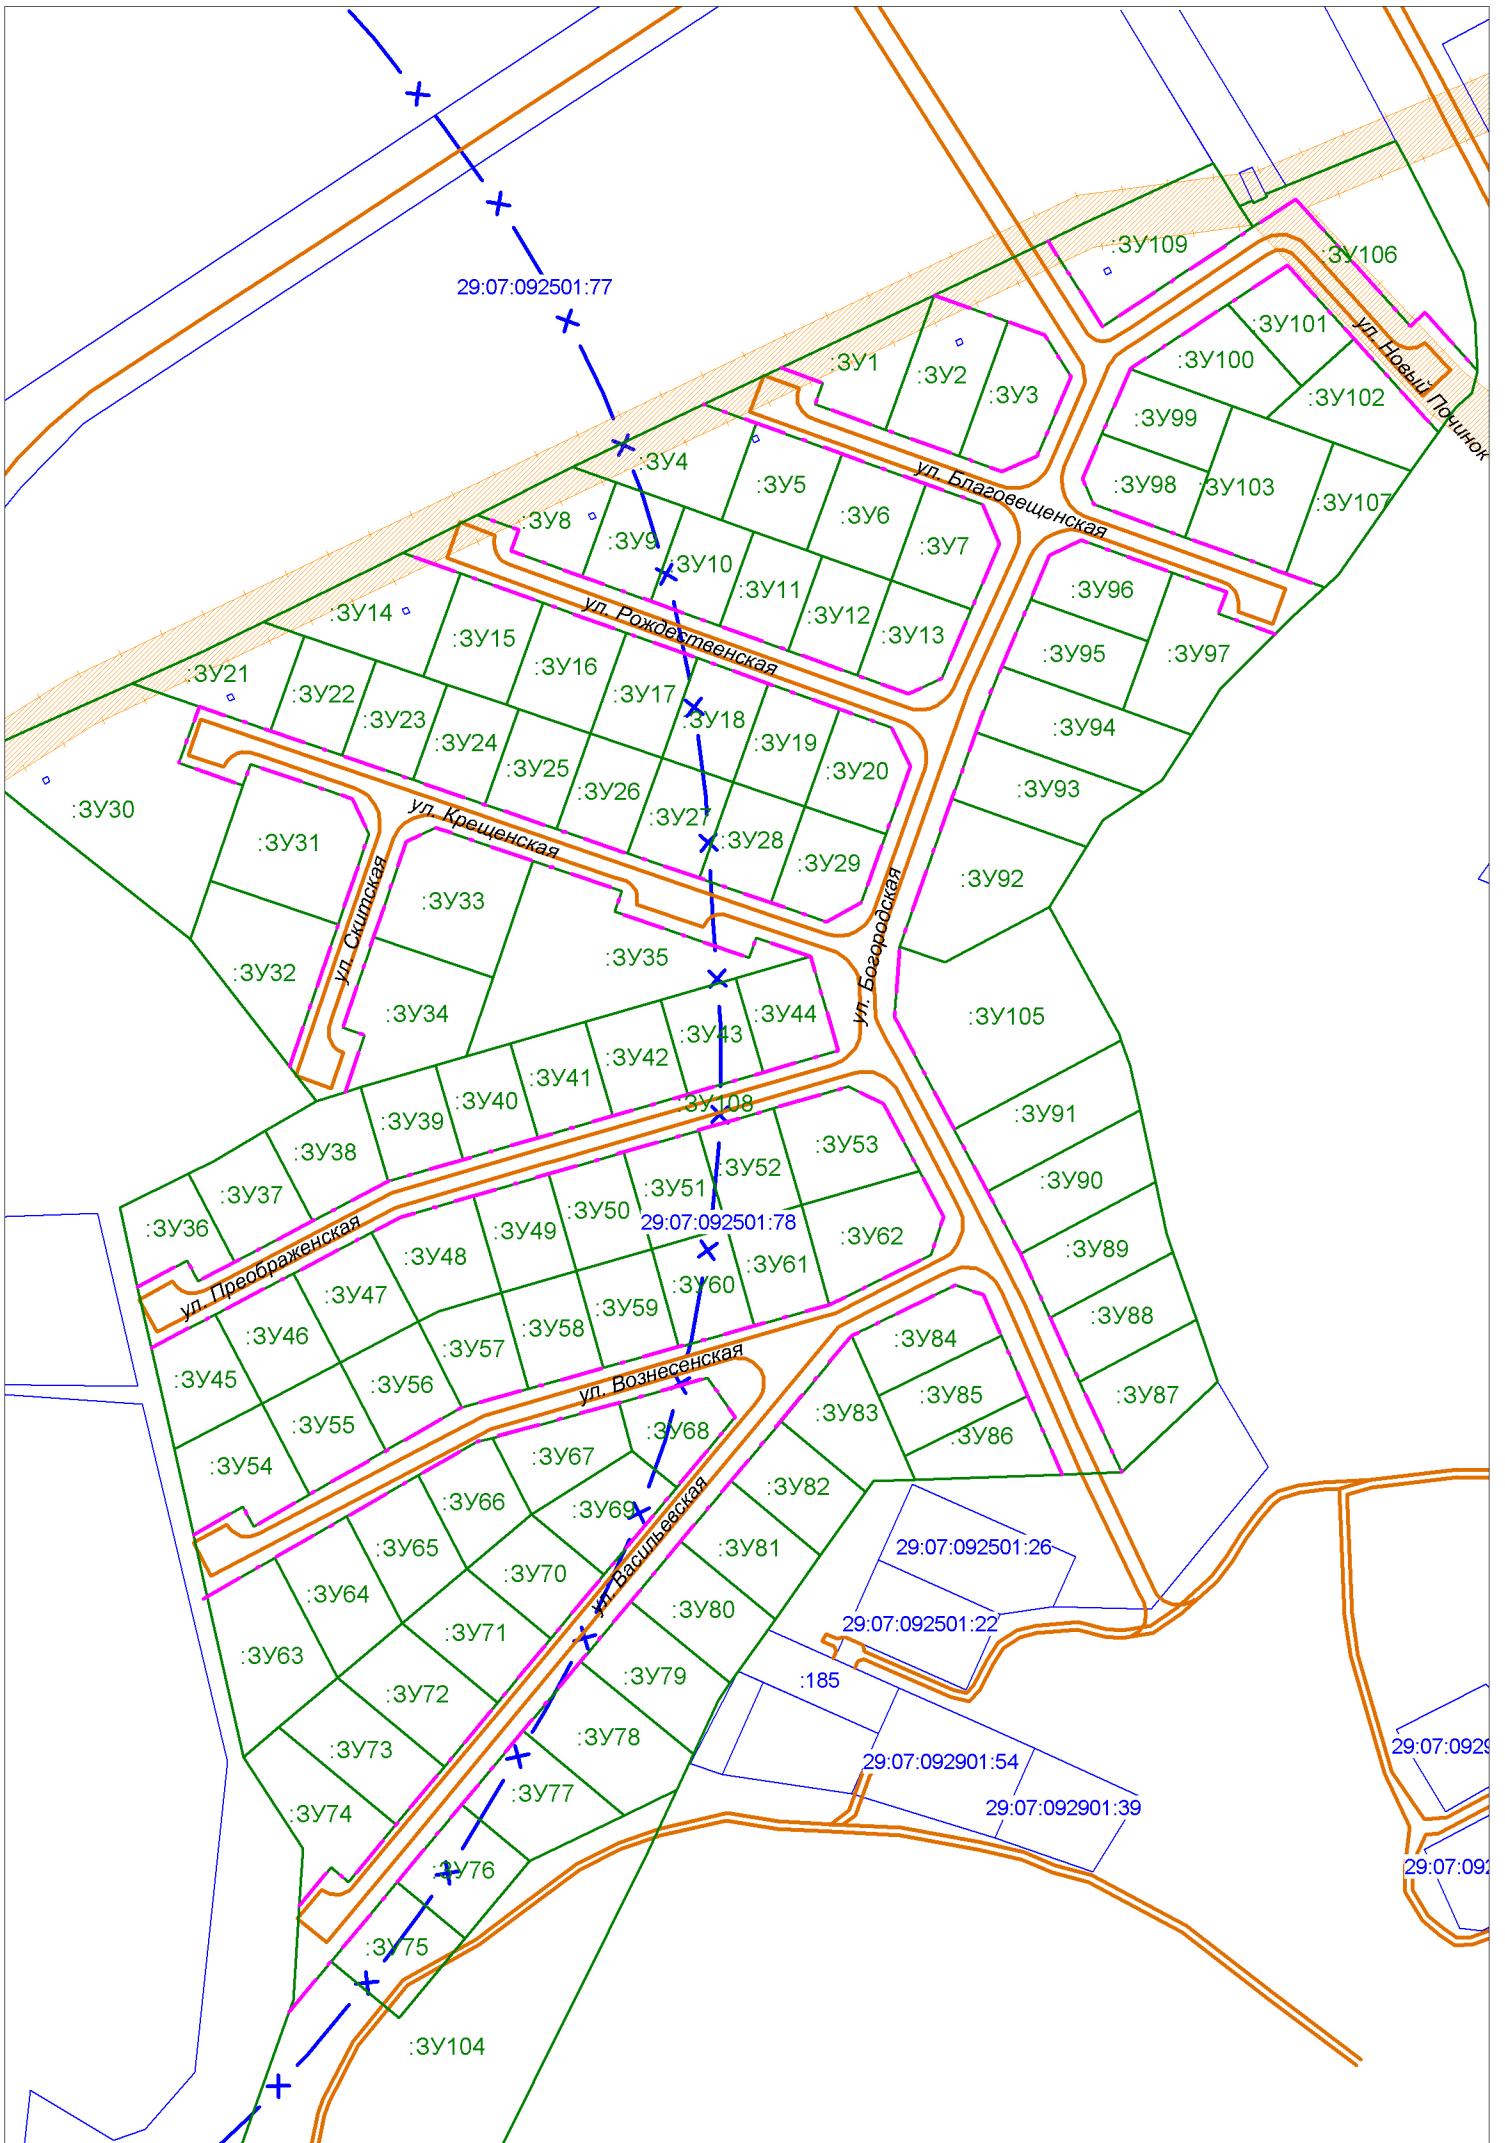 29:07:092501:77
:ЗУ109
:ЗУ106
:ЗУ101
ул. Новый Починок
:ЗУ100
:ЗУ1
:ЗУ2
:ЗУ3
:ЗУ102
:ЗУ99
:ЗУ4
ул. Благовещенская
:ЗУ5
:ЗУ98
:ЗУ103
:ЗУ107
:ЗУ6
:ЗУ8
:ЗУ9
:ЗУ7
:ЗУ10
:ЗУ11
:ЗУ96
:ЗУ14
ул. Рождественская
:ЗУ12
:ЗУ15
:ЗУ13
:ЗУ95
:ЗУ97
:ЗУ16
:ЗУ21
:ЗУ22
:ЗУ17
:ЗУ23
:ЗУ18
:ЗУ94
:ЗУ24
:ЗУ19
:ЗУ25
:ЗУ20
:ЗУ26
:ЗУ93
:ЗУ30
ул. Крещенская
:ЗУ27
:ЗУ31
:ЗУ28
:ЗУ29
:ЗУ92
:ЗУ33
ул. Скитская
ул. Богородская
:ЗУ32
:ЗУ35
:ЗУ34
:ЗУ44
:ЗУ105
:ЗУ43
:ЗУ42
:ЗУ41
:ЗУ40
:ЗУ108
:ЗУ39
:ЗУ91
:ЗУ38
:ЗУ53
:ЗУ52
:ЗУ37
:ЗУ51
:ЗУ90
:ЗУ50
29:07:092501:78
:ЗУ36
:ЗУ49
:ЗУ62
:ЗУ48
:ЗУ89
ул. Преображенская
:ЗУ61
:ЗУ60
:ЗУ47
:ЗУ59
:ЗУ88
:ЗУ46
:ЗУ58
:ЗУ84
:ЗУ57
ул. Вознесенская
:ЗУ45
:ЗУ56
:ЗУ85
:ЗУ87
:ЗУ83
:ЗУ55
:ЗУ68
:ЗУ86
:ЗУ67
:ЗУ54
:ЗУ82
:ЗУ66
:ЗУ69
ул. Васильевская
:ЗУ65
:ЗУ81
29:07:092501:26
:ЗУ70
:ЗУ64
:ЗУ80
29:07:092501:22
:ЗУ71
:ЗУ63
:ЗУ79
:185
:ЗУ72
:ЗУ78
:ЗУ73
29:07:0929
29:07:092901:54
:ЗУ77
29:07:092901:39
:ЗУ74
:ЗУ76
29:07:092
:ЗУ75
:ЗУ104